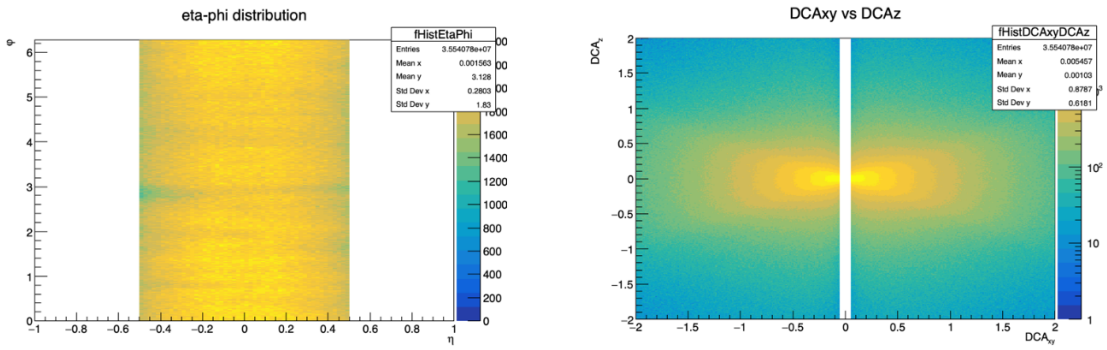 eta-phi distribution
fHistEtaPhi
Entries 3.554078e+07
Mean x 0.001563
Mean y 3.128
Std Dev x 0.2803
Std Dev y 1.83
φ
6
5
4
3
2
1
0
−1 −0.8 −0.6 −0.4 −0.2 0 0.2 0.4 0.6 0.8 1
η
1600
1400
1200
1000
800
600
400
200
0
DCAxy vs DCAz
fHistDCAxyDCAz
Entries 3.554078e+07
Mean x 0.005457
Mean y 0.00103
Std Dev x 0.8787
Std Dev y 0.6181
DCAz
2
1.5
1
0.5
0
−0.5
−1
−1.5
−2
−2 −1.5 −1 −0.5 0 0.5 1 1.5 2
DCAxy
10²
10
1